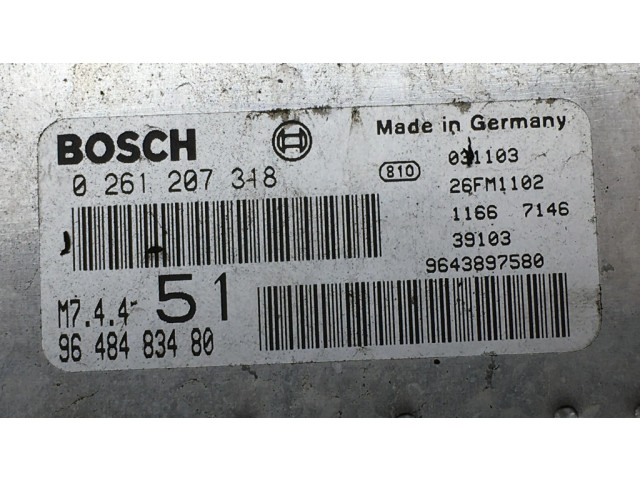 BOSCH
0 261 207 318
Made in Germany
810
031103
26FM1102
1166 7146
39103
9643897580
M7.4.4 51
96 484 834 80